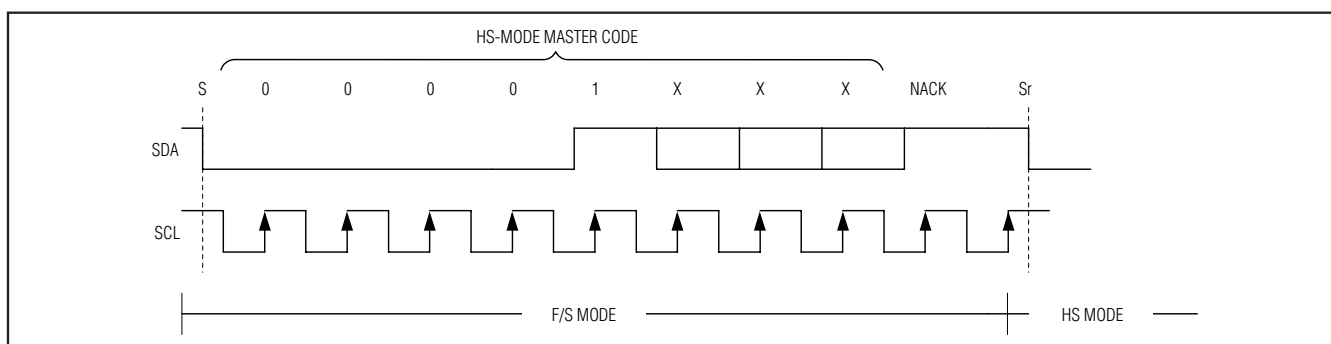 HS-MODE MASTER CODE
S 0 0 0 0 1 X X X NACK Sr
SDA
SCL
F/S MODE HS MODE